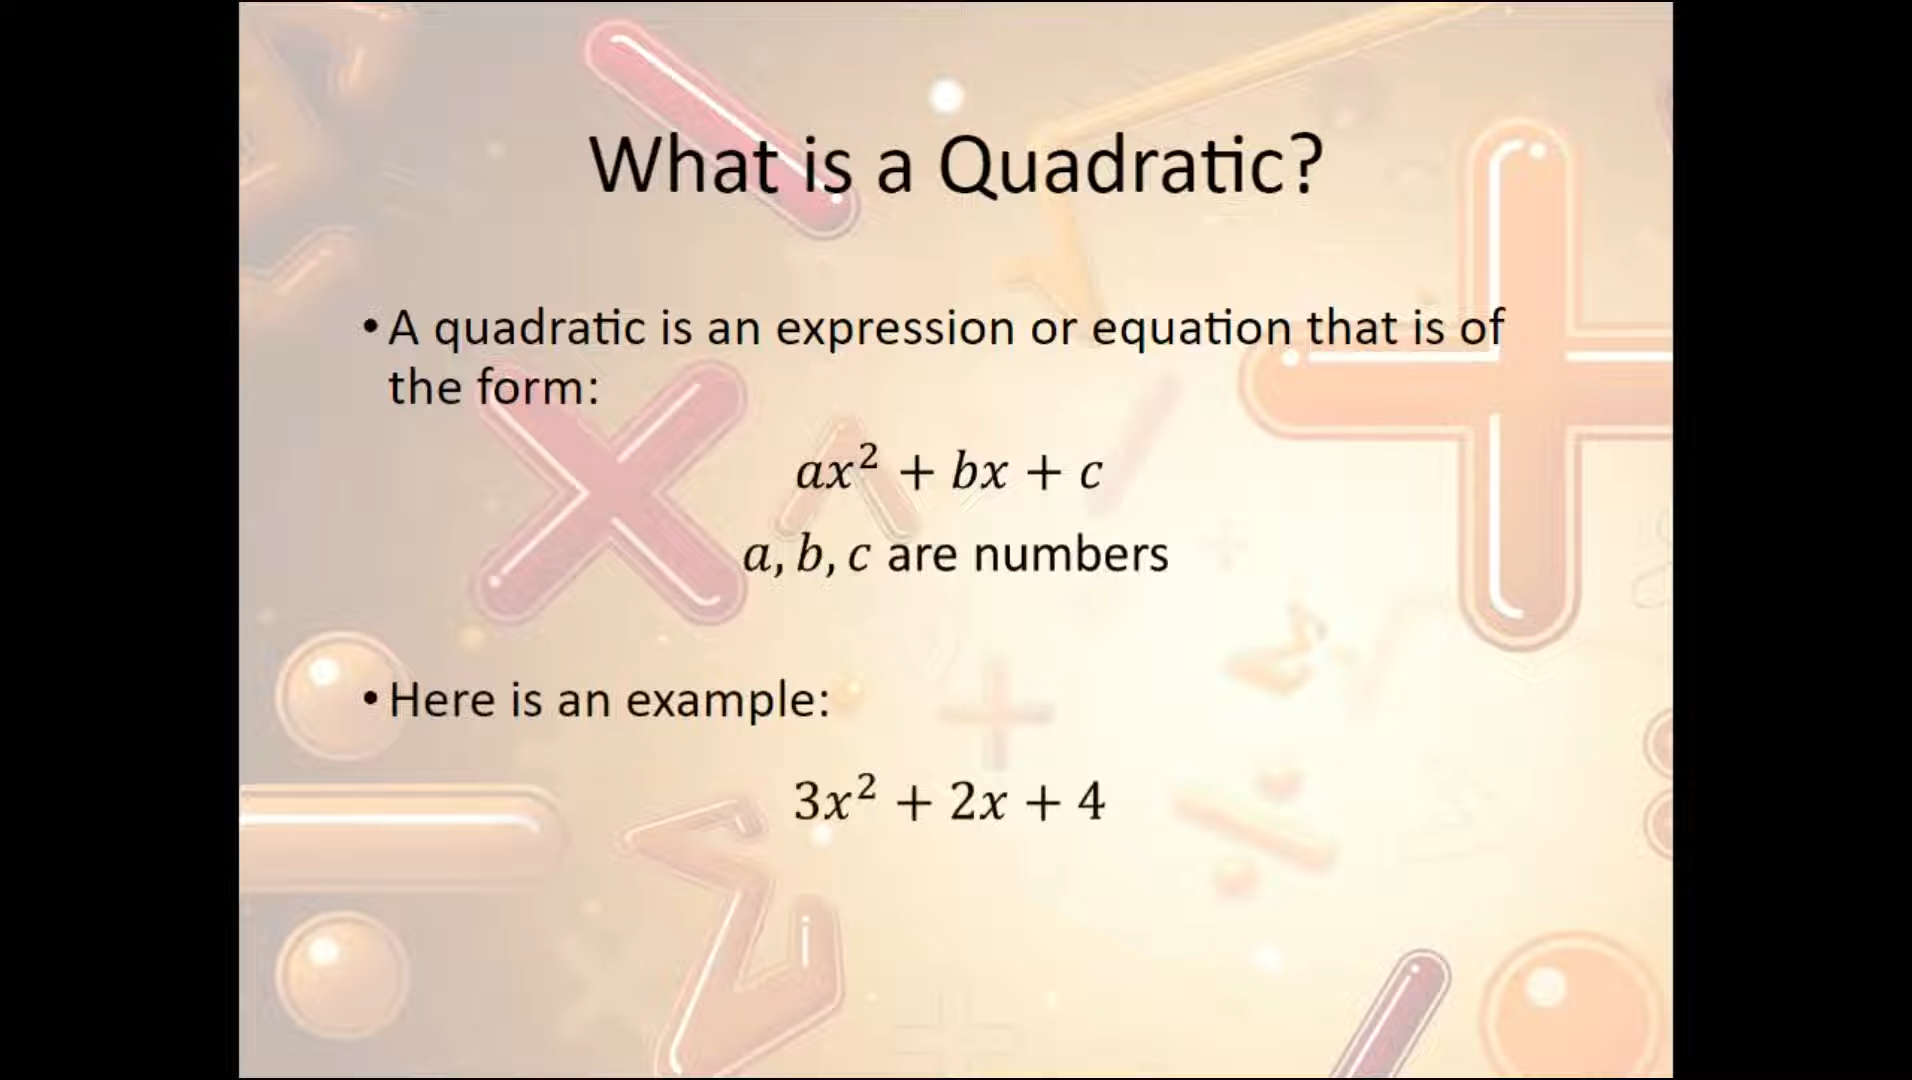 What is a Quadratic?
• A quadratic is an expression or equation that is of
the form:
ax² + bx + c
a, b, c are numbers
• Here is an example:
3x² + 2x + 4